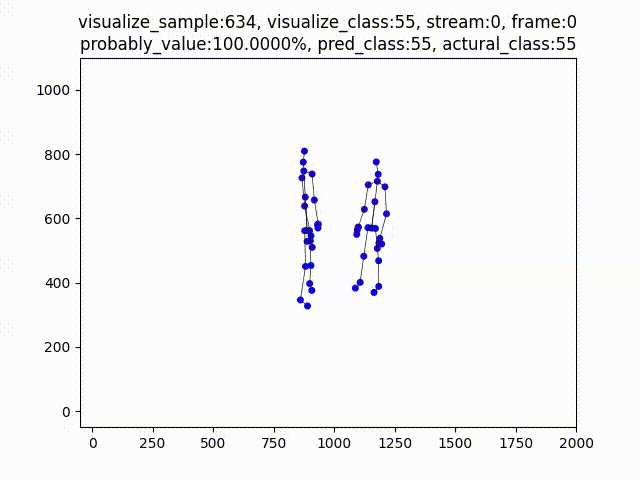 visualize_sample:634, visualize_class:55, stream:0, frame:0
probably_value:100.0000%, pred_class:55, actural_class:55
1000
800
600
400
200
0
0 250 500 750 1000 1250 1500 1750 2000